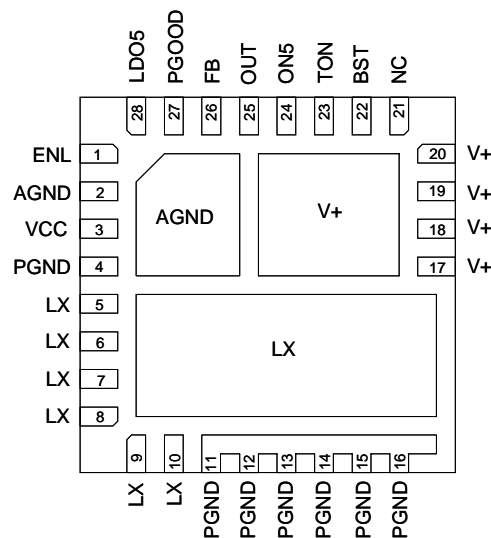 LDO5 PGOOD FB OUT ON5 TON BST NC
28 27 26 25 24 23 22 21
ENL 1 20 V+
AGND 2 19 V+
AGND V+
VCC 3 18 V+
PGND 4 17 V+
LX 5
LX 6
LX
LX 7
LX 8
9 10 11 12 13 14 15 16
LX LX PGND PGND PGND PGND PGND PGND